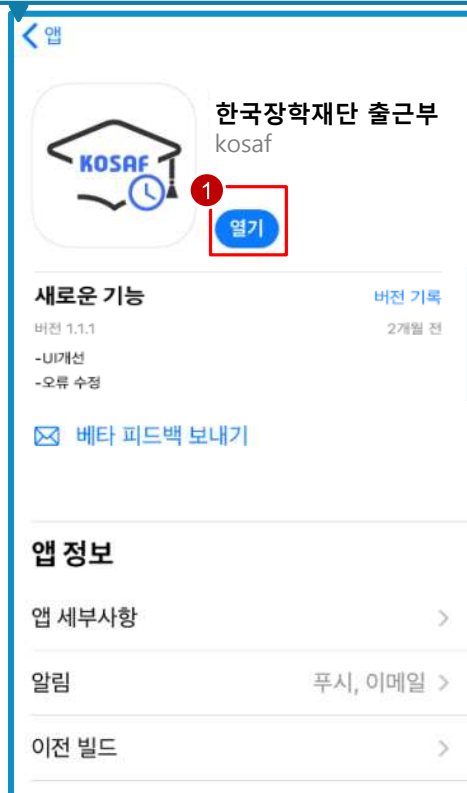 앱
KOSAF
한국장학재단 출근부
kosaf
1
열기
새로운 기능
버전 기록
버전 1.1.1
2개월 전
-UI개선
-오류 수정
베타 피드백 보내기
앱 정보
앱 세부사항
알림
푸시, 이메일
이전 빌드